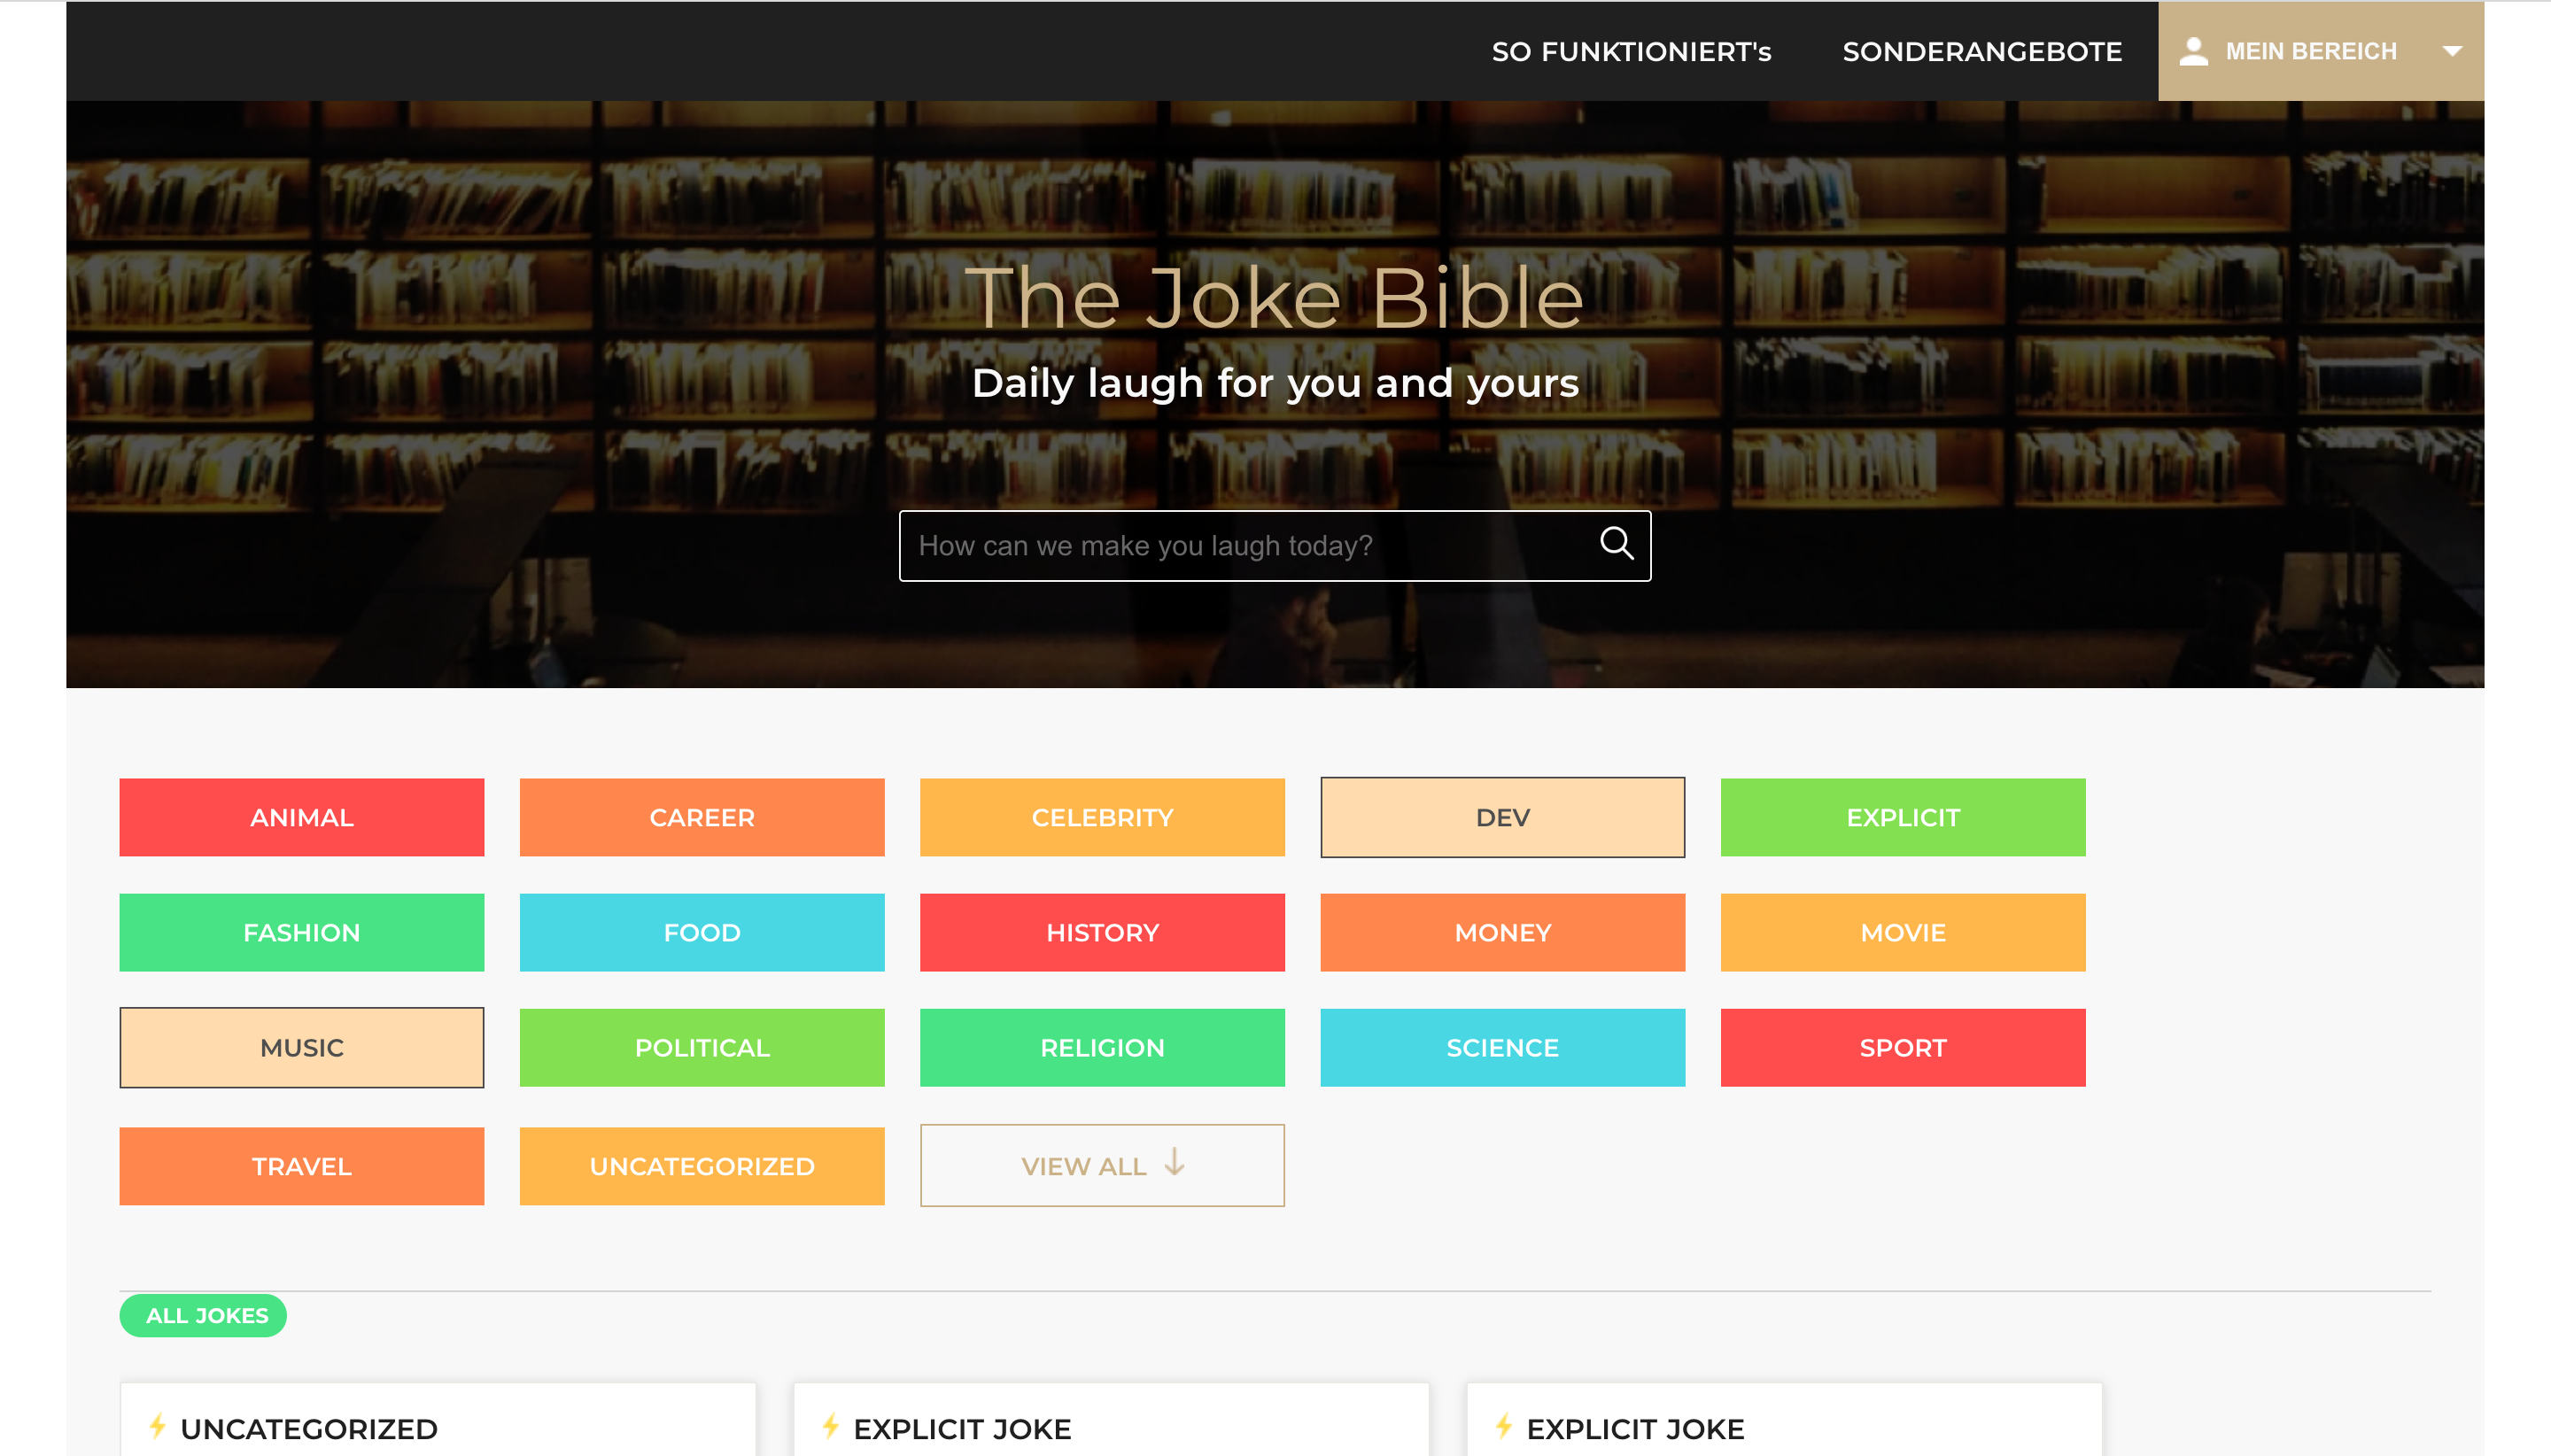 SO FUNKTIONIERT's SONDERANGEBOTE MEIN BEREICH
The Joke Bible
Daily laugh for you and yours
How can we make you laugh today?
ANIMAL CAREER CELEBRITY DEV EXPLICIT
FASHION FOOD HISTORY MONEY MOVIE
MUSIC POLITICAL RELIGION SCIENCE SPORT
TRAVEL UNCATEGORIZED VIEW ALL
ALL JOKES
UNCATEGORIZED EXPLICIT JOKE EXPLICIT JOKE